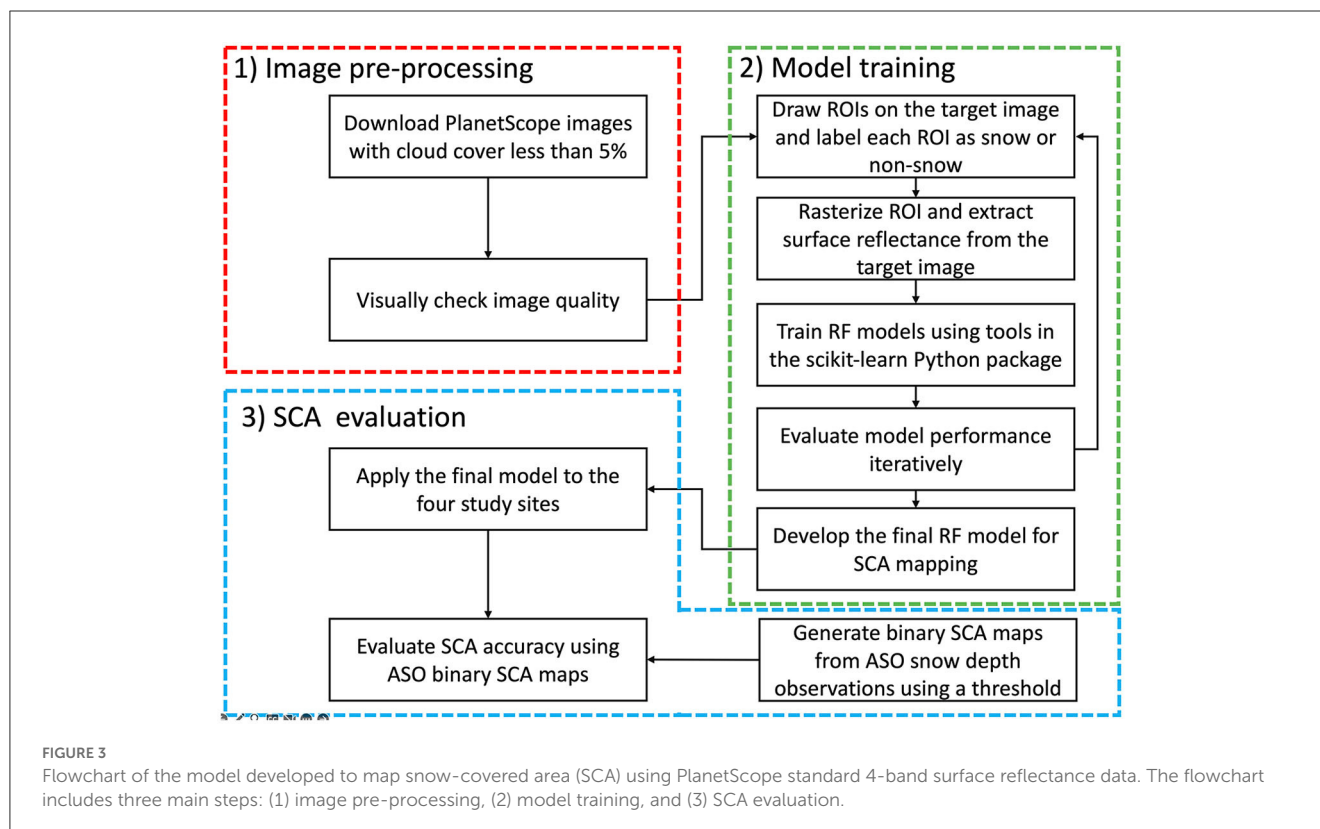 1) Image pre-processing
Download PlanetScope images
with cloud cover less than 5%
Visually check image quality
2) Model training
Draw ROIs on the target image
and label each ROI as snow or
non-snow
Rasterize ROI and extract
surface reflectance from the
target image
Train RF models using tools in
the scikit-learn Python package
Evaluate model performance
iteratively
Develop the final RF model for
SCA mapping
3) SCA evaluation
Apply the final model to the
four study sites
Evaluate SCA accuracy using
ASO binary SCA maps
Generate binary SCA maps
from ASO snow depth
observations using a threshold
FIGURE 3
Flowchart of the model developed to map snow-covered area (SCA) using PlanetScope standard 4-band surface reflectance data. The flowchart
includes three main steps: (1) image pre-processing, (2) model training, and (3) SCA evaluation.